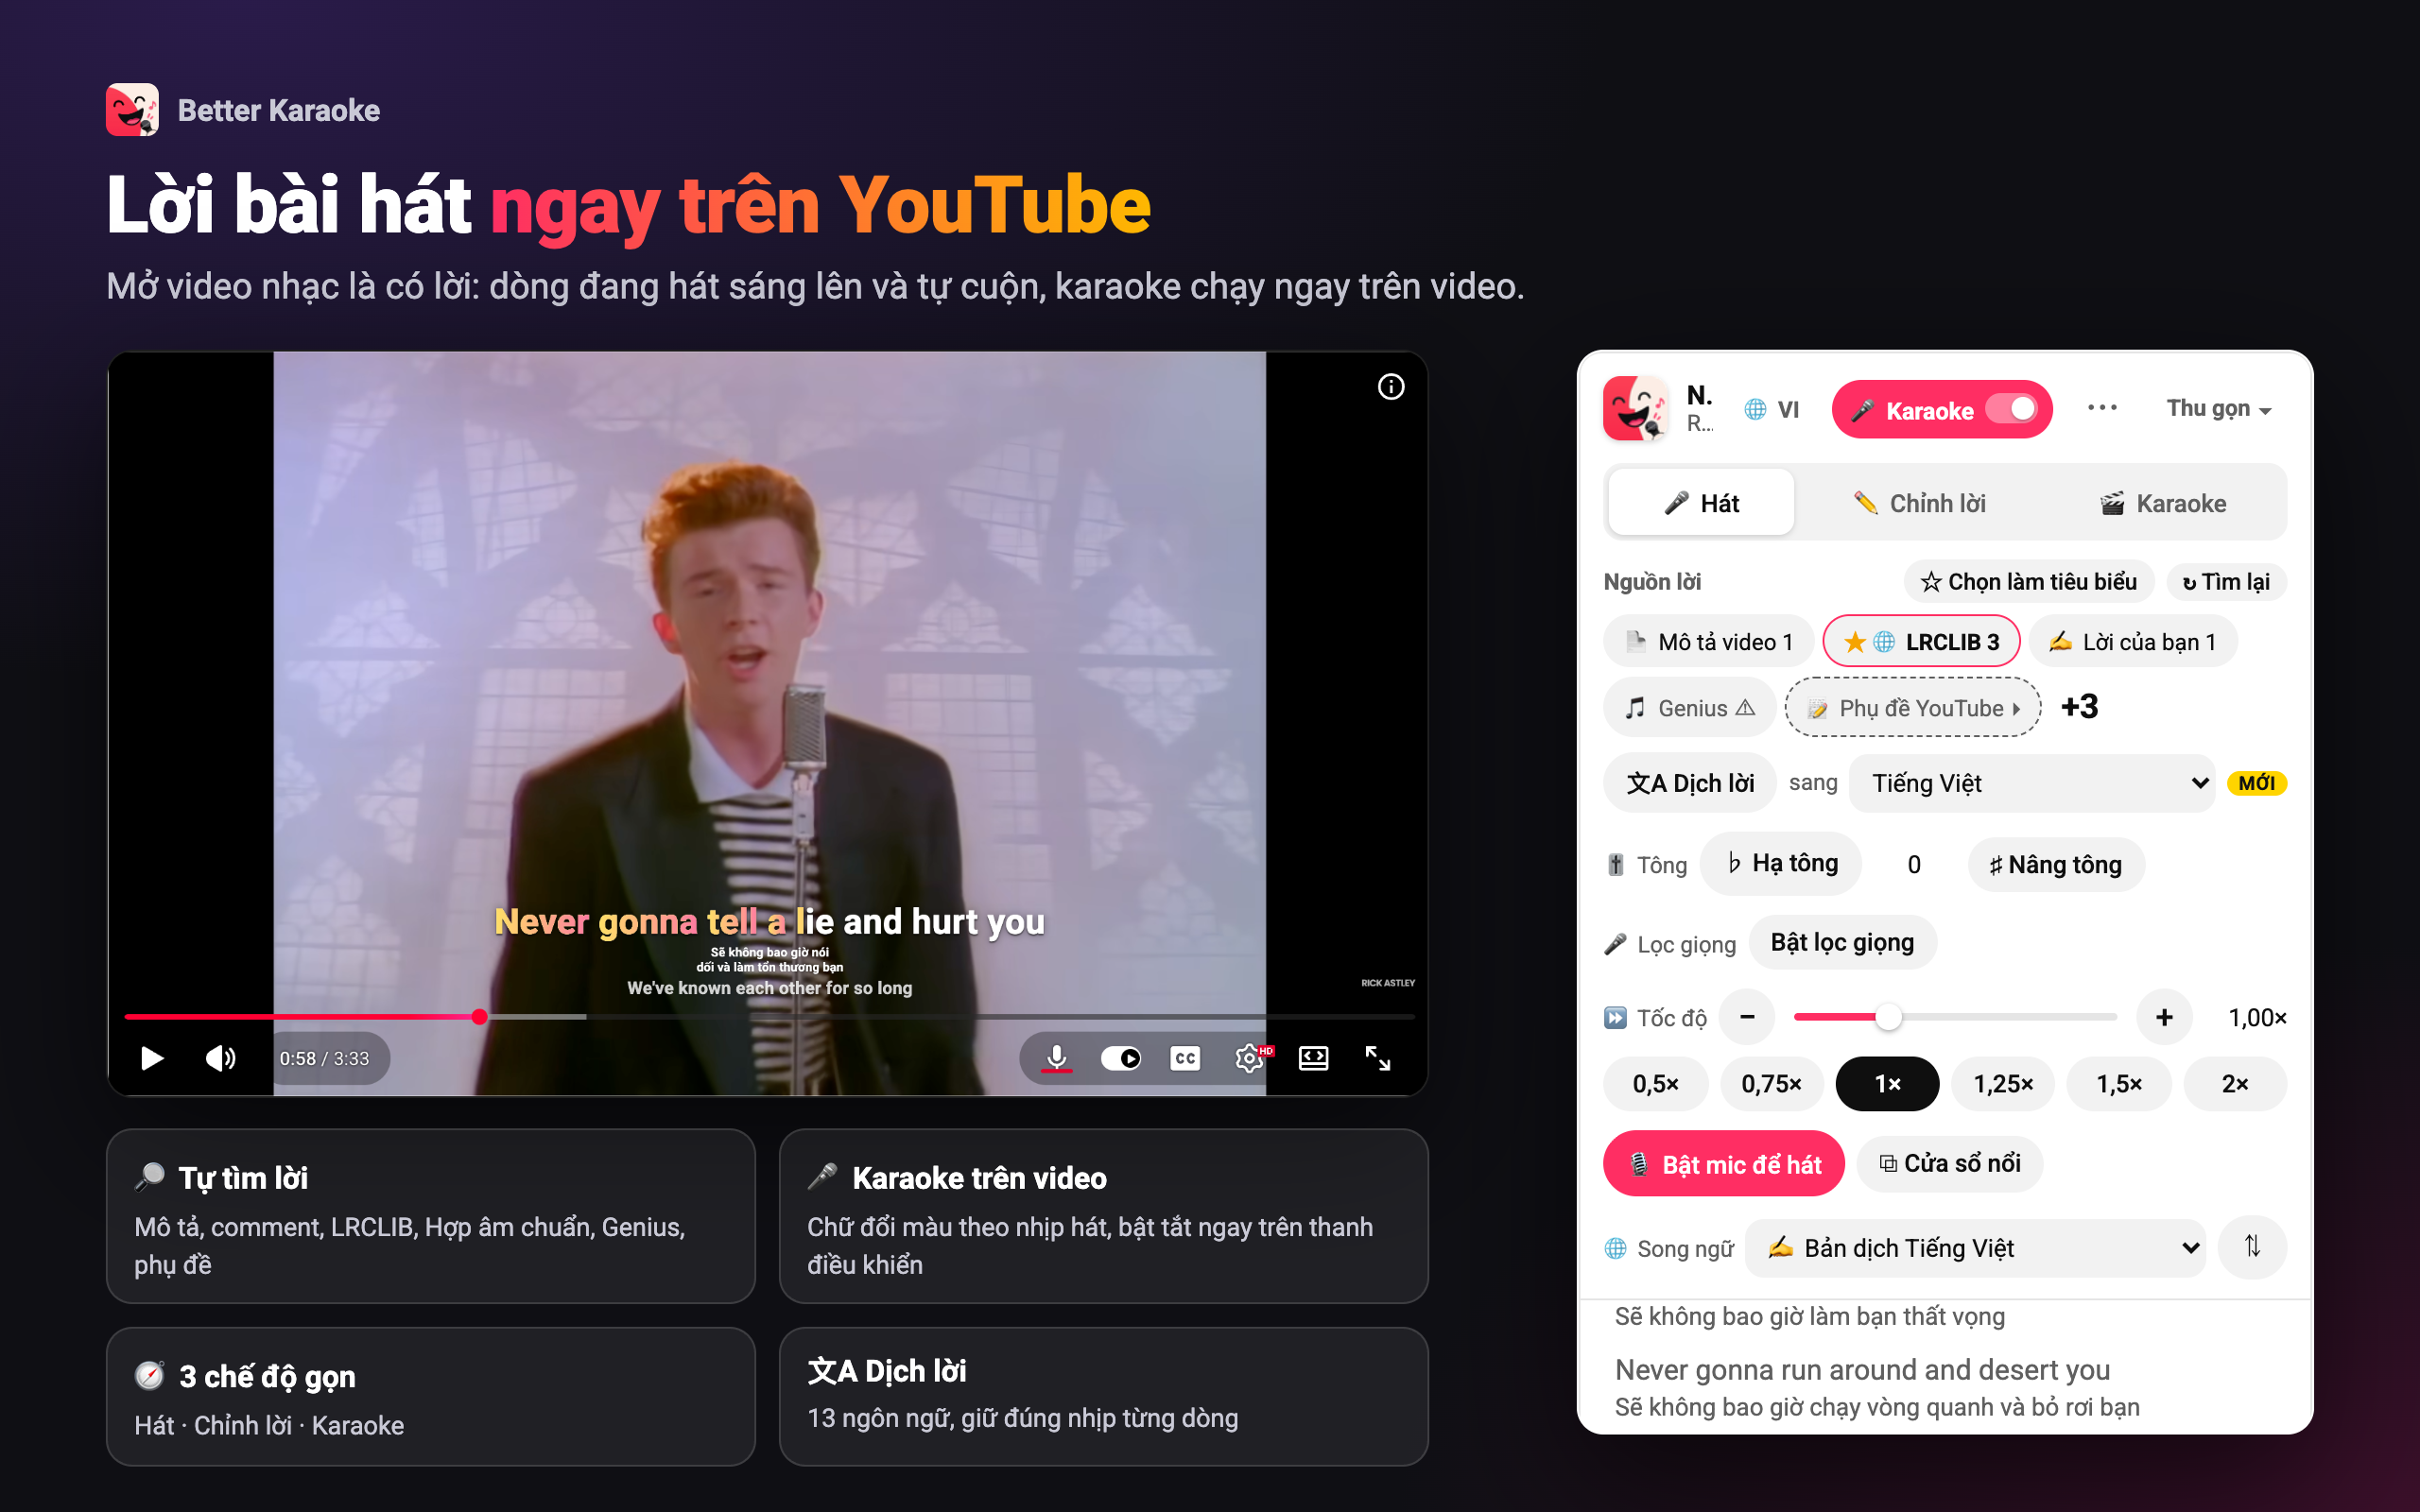 Better Karaoke
Lời bài hát ngay trên YouTube
Mở video nhạc là có lời: dòng đang hát sáng lên và tự cuộn, karaoke chạy ngay trên video.
Never gonna tell a lie and hurt you
Sẽ không bao giờ nói
dối và làm tổn thương bạn
We've known each other for so long
RICK ASTLEY
0:58 / 3:33
CC
HD
🔎 Tự tìm lời
Mô tả, comment, LRCLIB, Hợp âm chuẩn, Genius,
phụ đề
🎤 Karaoke trên video
Chữ đổi màu theo nhịp hát, bật tắt ngay trên thanh
điều khiển
🧭 3 chế độ gọn
Hát · Chỉnh lời · Karaoke
文A Dịch lời
13 ngôn ngữ, giữ đúng nhịp từng dòng
N.
R...
🌐 VI
🎤 Karaoke
···
Thu gọn ▾
🎤 Hát
✏️ Chỉnh lời
🎬 Karaoke
Nguồn lời
☆ Chọn làm tiêu biểu
↻ Tìm lại
📄 Mô tả video 1
★ 🌐 LRCLIB 3
✍️ Lời của bạn 1
🎵 Genius ⚠
📝 Phụ đề YouTube ▸
+3
文A Dịch lời
sang
Tiếng Việt
MỚI
🎚️ Tông
♭ Hạ tông
0
♯ Nâng tông
🎤 Lọc giọng
Bật lọc giọng
⏩ Tốc độ
−
+
1,00×
0,5×
0,75×
1×
1,25×
1,5×
2×
🎙️ Bật mic để hát
⧉ Cửa sổ nổi
🌐 Song ngữ
✍️ Bản dịch Tiếng Việt
⇅
Sẽ không bao giờ làm bạn thất vọng
Never gonna run around and desert you
Sẽ không bao giờ chạy vòng quanh và bỏ rơi bạn